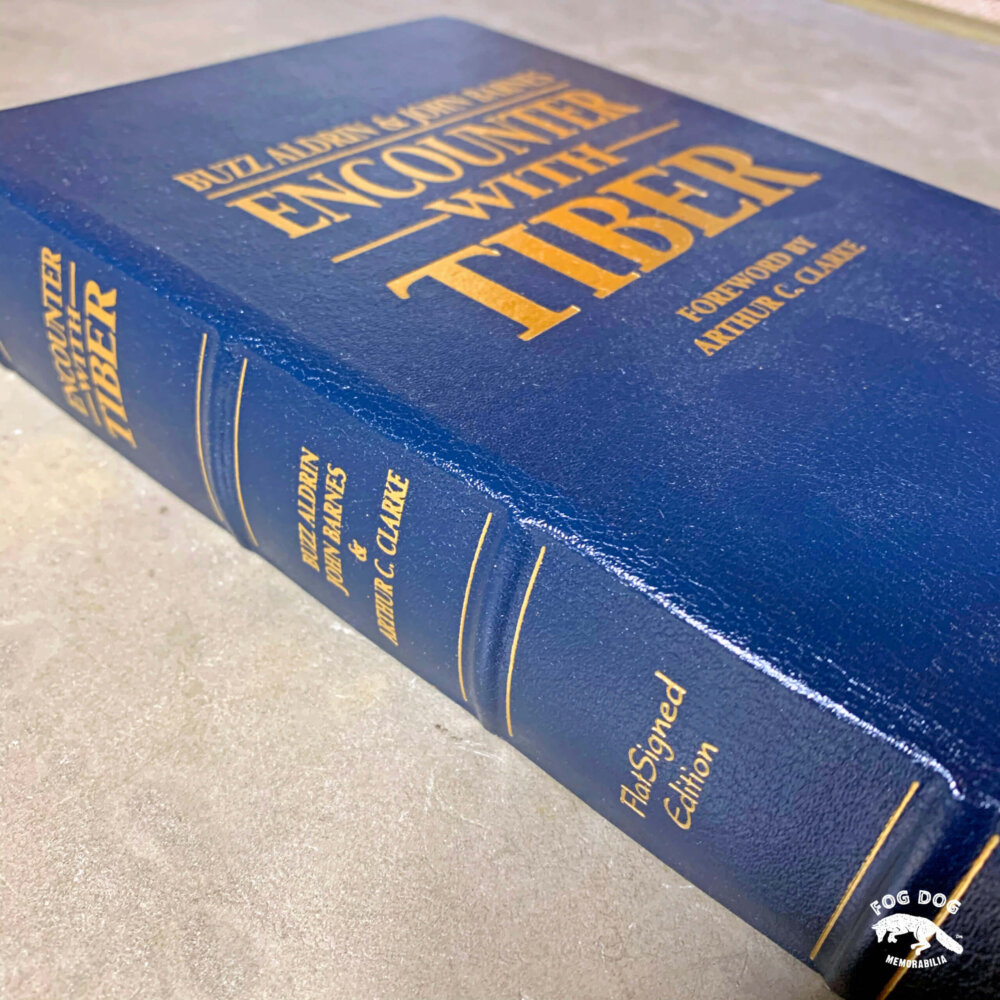 BUZZ ALDRIN & JOHN BARNES
ENCOUNTER
WITH
TIBER
FOREWORD BY
ARTHUR C. CLARKE
ENCOUNTER
WITH
TIBER
BUZZ ALDRIN
JOHN BARNES
&
ARTHUR C. CLARKE
FlatSigned
Edition
FOG DOG
MEMORABILIA